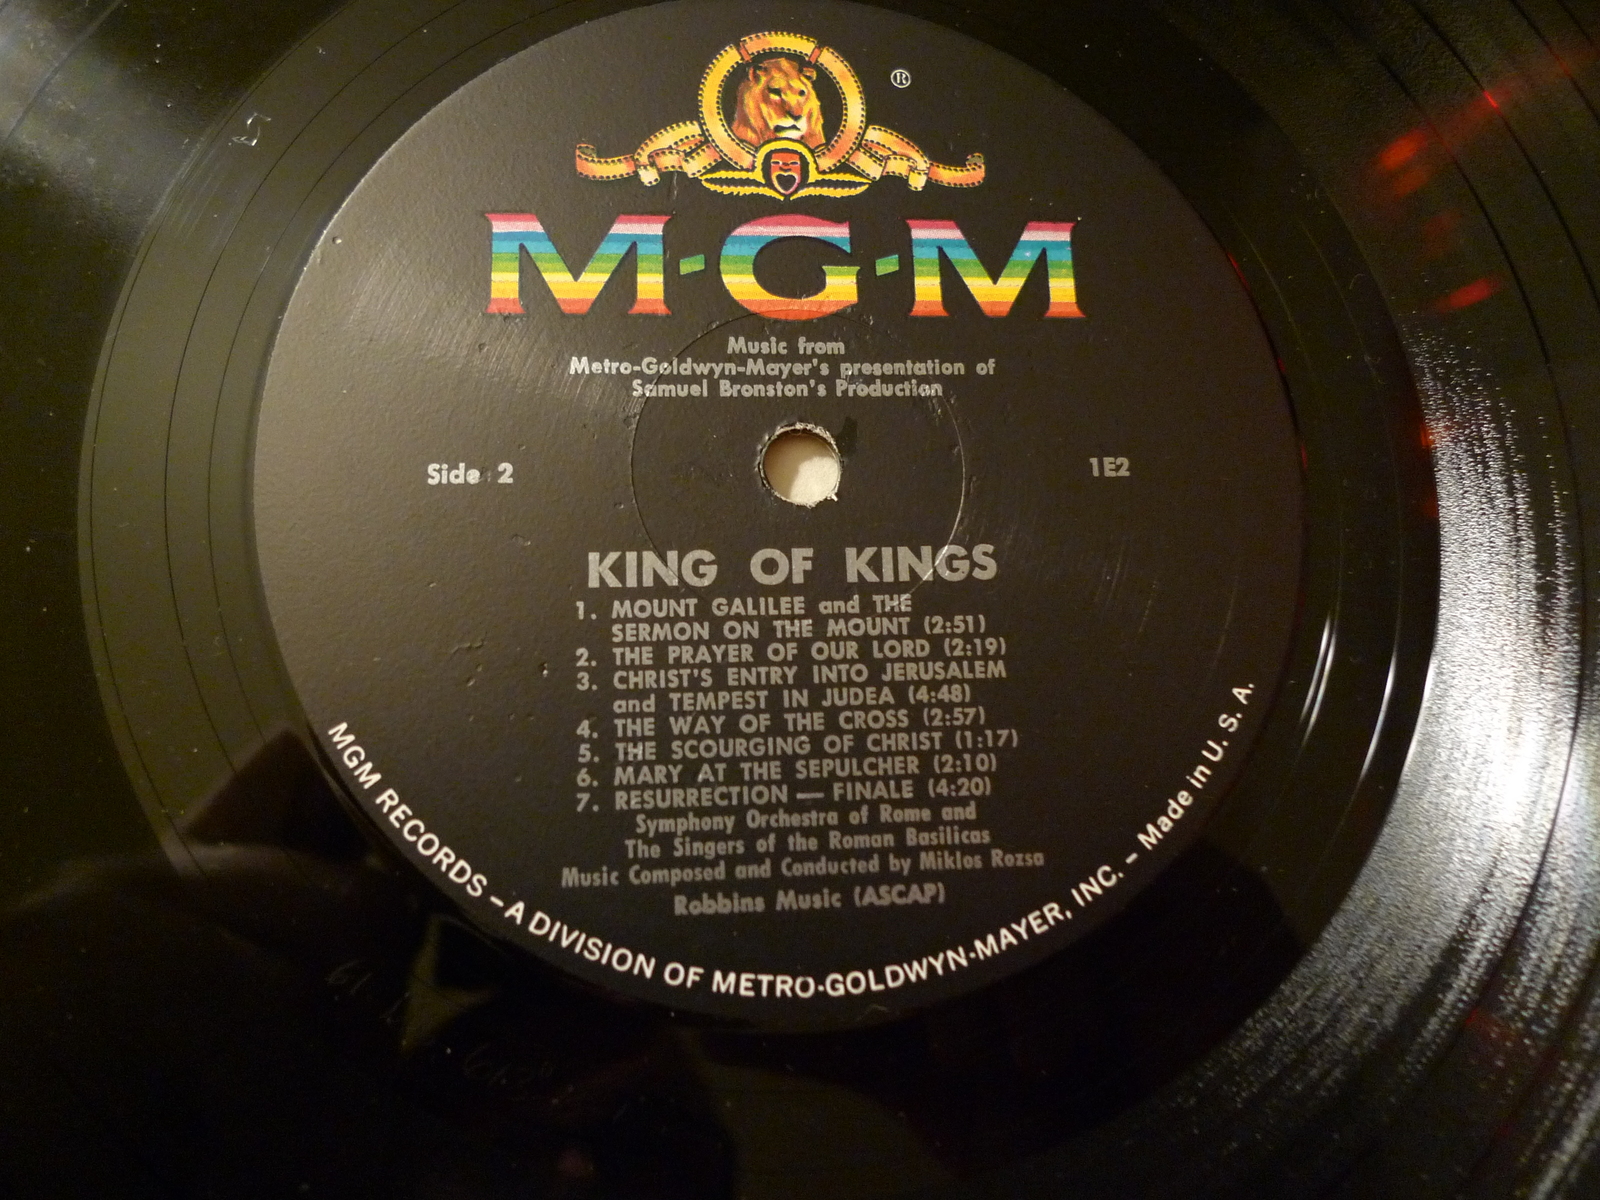 ®
M·G·M
Music from
Metro-Goldwyn-Mayer's presentation of
Samuel Bronston's Production
Side 2
1E2
KING OF KINGS
1. MOUNT GALILEE and THE
SERMON ON THE MOUNT (2:51)
2. THE PRAYER OF OUR LORD (2:19)
3. CHRIST'S ENTRY INTO JERUSALEM
and TEMPEST IN JUDEA (4:48)
4. THE WAY OF THE CROSS (2:57)
5. THE SCOURGING OF CHRIST (1:17)
6. MARY AT THE SEPULCHER (2:10)
7. RESURRECTION — FINALE (4:20)
Symphony Orchestra of Rome and
The Singers of the Roman Basilicas
Music Composed and Conducted by Miklos Rozsa
Robbins Music (ASCAP)
MGM RECORDS – A DIVISION OF METRO-GOLDWYN-MAYER, INC. – Made in U. S. A.